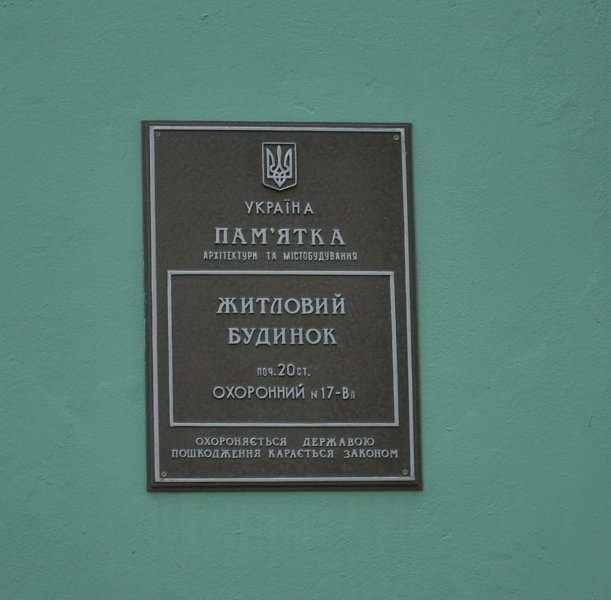 УКРАЇНА
ПАМ'ЯТКА
АРХІТЕКТУРИ ТА МІСТОБУДУВАННЯ
ЖИТЛОВИЙ
БУДИНОК
поч. 20 ст.
ОХОРОННИЙ N 17-Вл
ОХОРОНЯЄТЬСЯ ДЕРЖАВОЮ
ПОШКОДЖЕННЯ КАРАЄТЬСЯ ЗАКОНОМ